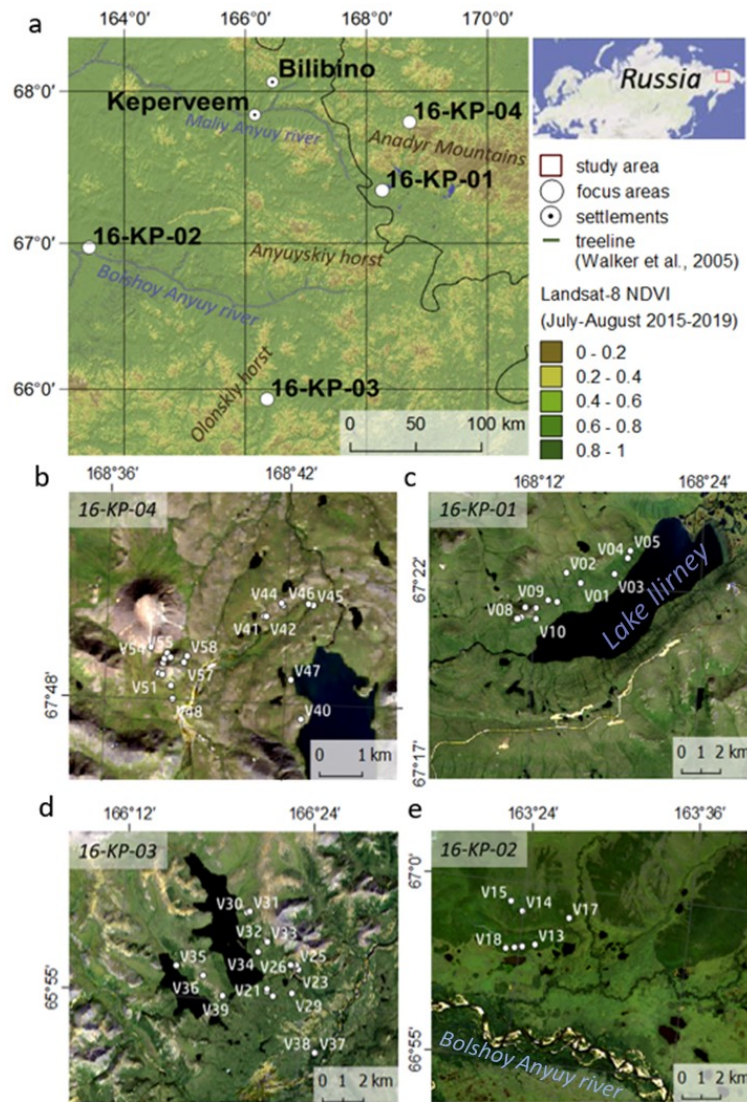 a
164°0'
166°0'
168°0'
170°0'
68°0'
67°0'
66°0'
Bilibino
Keperveem
Maliy Anyuy river
16-KP-04
Anadyr Mountains
16-KP-01
16-KP-02
Anyuyskiy horst
Bolshoy Anyuy river
Olonskiy horst
16-KP-03
0 50 100 km
Russia
study area
focus areas
settlements
treeline
(Walker et al., 2005)
Landsat-8 NDVI
(July-August 2015-2019)
0 - 0.2
0.2 - 0.4
0.4 - 0.6
0.6 - 0.8
0.8 - 1
b
168°36'
168°42'
16-KP-04
67°48'
V44
V46
V45
V41
V42
V54
V55
V58
V51
V57
V47
V48
V40
0 1 km
c
168°12'
168°24'
16-KP-01
67°22'
67°17'
V04
V05
V02
V03
V09
V01
V08
V10
Lake Ilirney
0 1 2 km
d
166°12'
166°24'
16-KP-03
65°55'
V30
V31
V32
V33
V35
V34
V26
V25
V36
V21
V23
V39
V29
V38
V37
0 1 2 km
e
163°24'
163°36'
16-KP-02
67°0'
66°55'
V15
V14
V17
V18
V13
Bolshoy Anyuy river
0 1 2 km